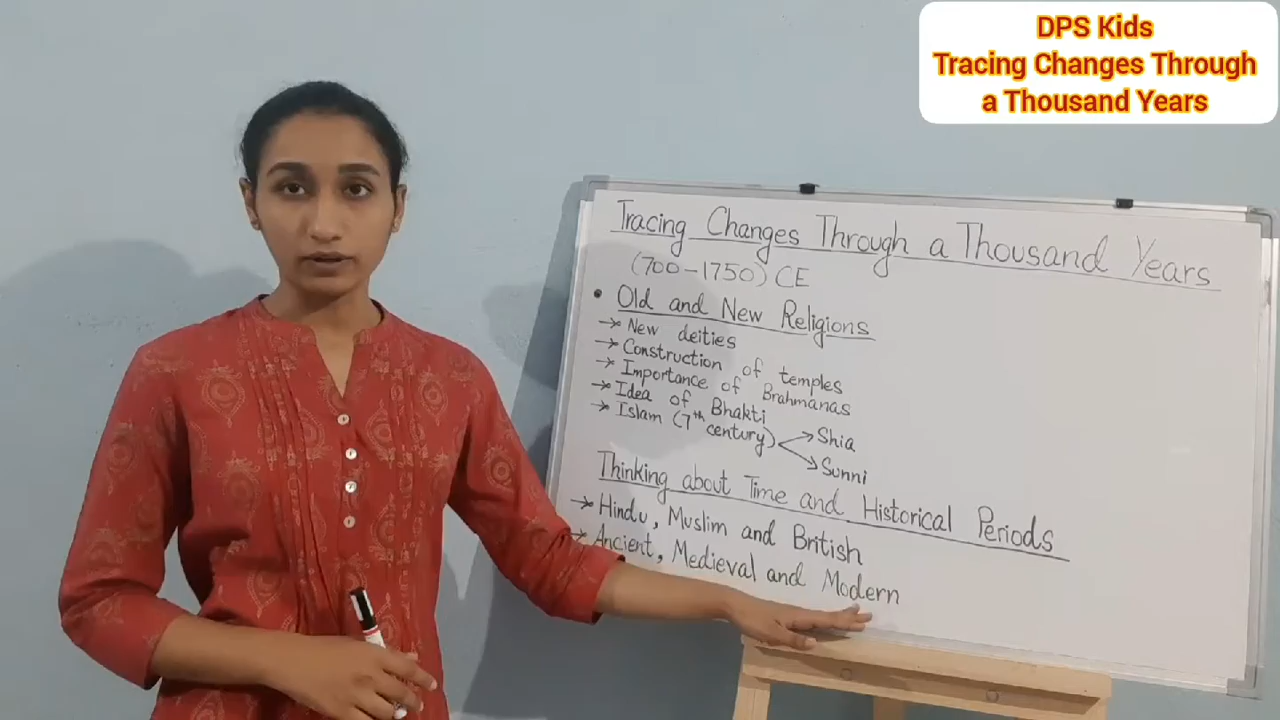 DPS Kids
Tracing Changes Through
a Thousand Years
Tracing Changes Through a Thousand Years
(700-1750) CE
• Old and New Religions
→ New deities
→ Construction of temples
→ Importance of Brahmanas
→ Idea of Bhakti
→ Islam (7th century) → Shia
→ Sunni
Thinking about Time and Historical Periods
→ Hindu, Muslim and British
→ Ancient, Medieval and Modern